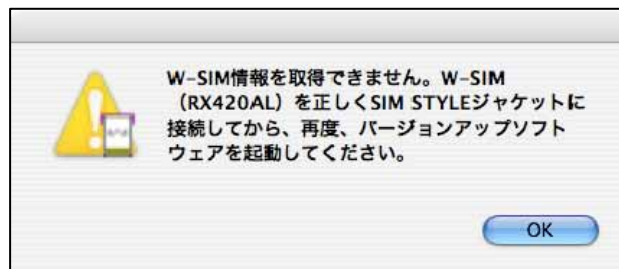 W-SIM情報を取得できません。W-SIM
（RX420AL）を正しくSIM STYLEジャケットに
接続してから、再度、バージョンアップソフト
ウェアを起動してください。
OK